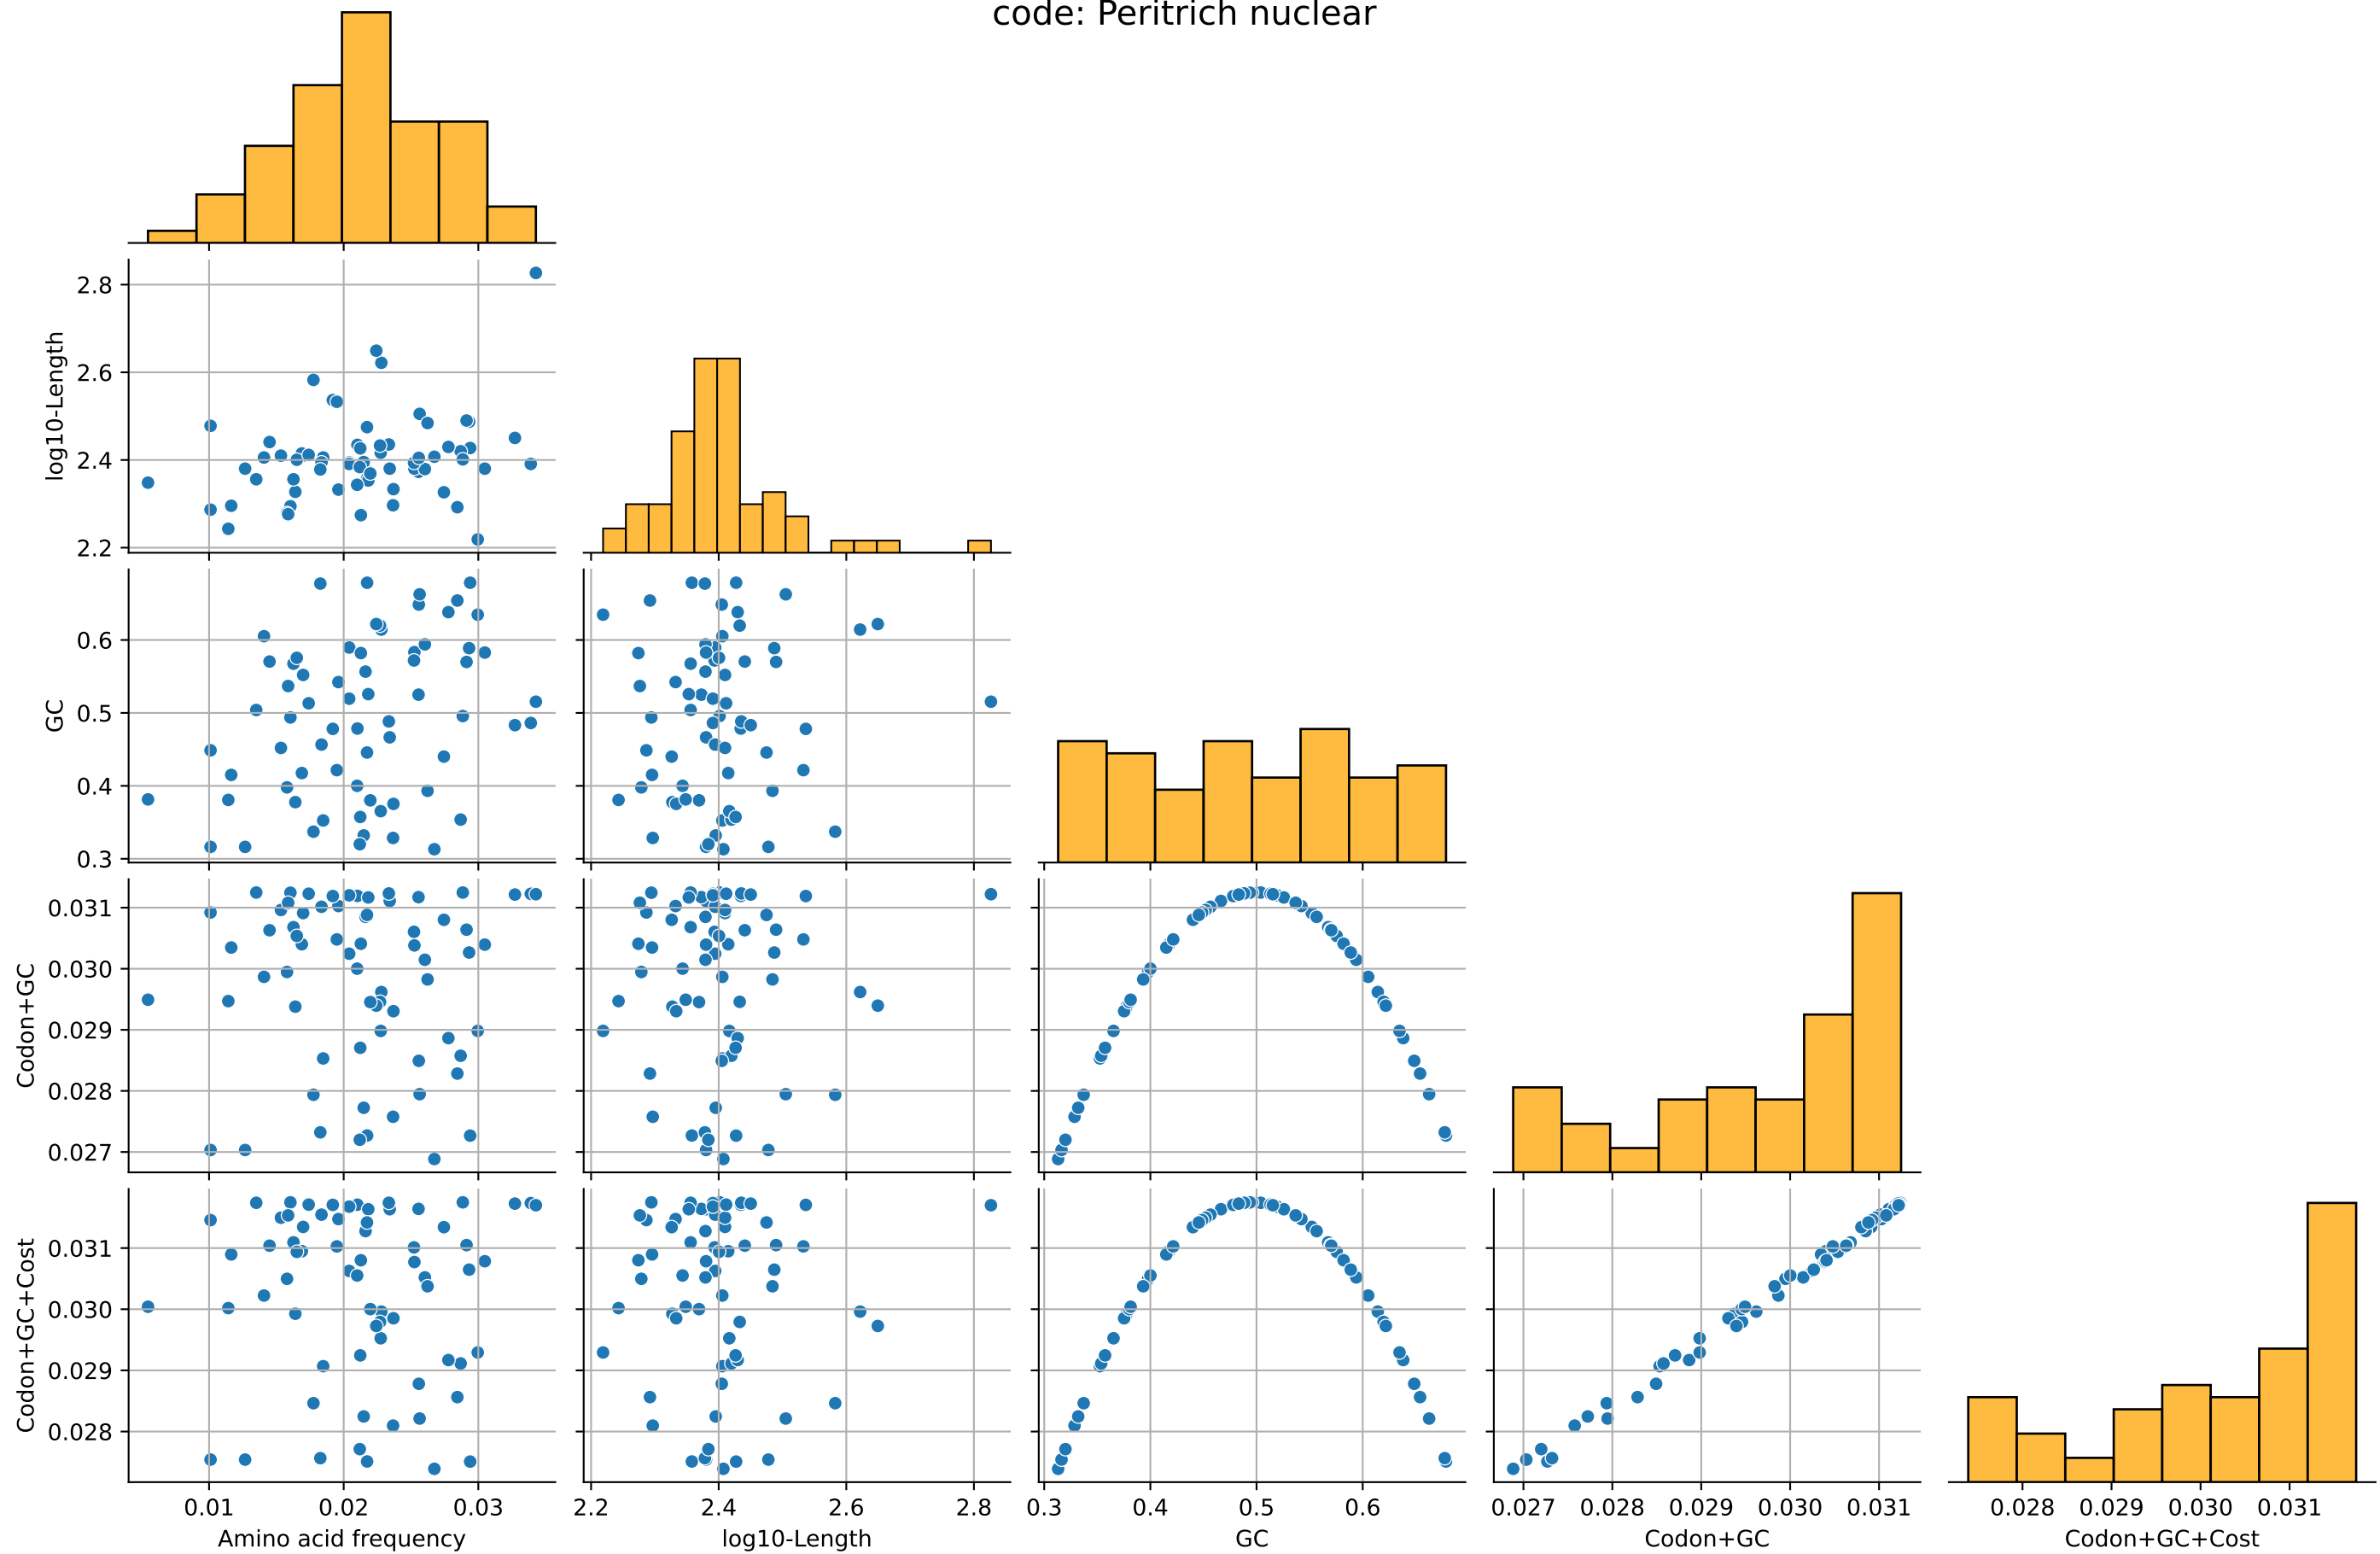 code: Peritrich nuclear
2.8
2.6
2.4
2.2
log10-Length
0.6
0.5
0.4
0.3
GC
0.031
0.030
0.029
0.028
0.027
Codon+GC
0.031
0.030
0.029
0.028
Codon+GC+Cost
0.01 0.02 0.03 2.2 2.4 2.6 2.8 0.3 0.4 0.5 0.6 0.027 0.028 0.029 0.030 0.031 0.028 0.029 0.030 0.031
Amino acid frequency log10-Length GC Codon+GC Codon+GC+Cost